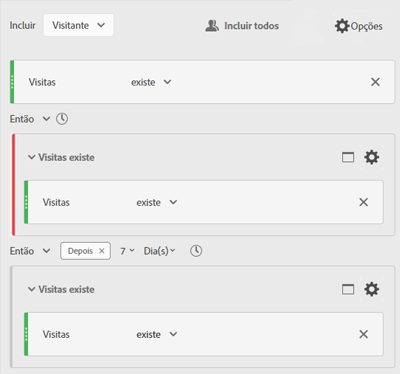 Incluir Visitante Incluir todos Opções
Visitas existe
Então
Visitas existe
Visitas existe
Então Depois 7 Dia(s)
Visitas existe
Visitas existe